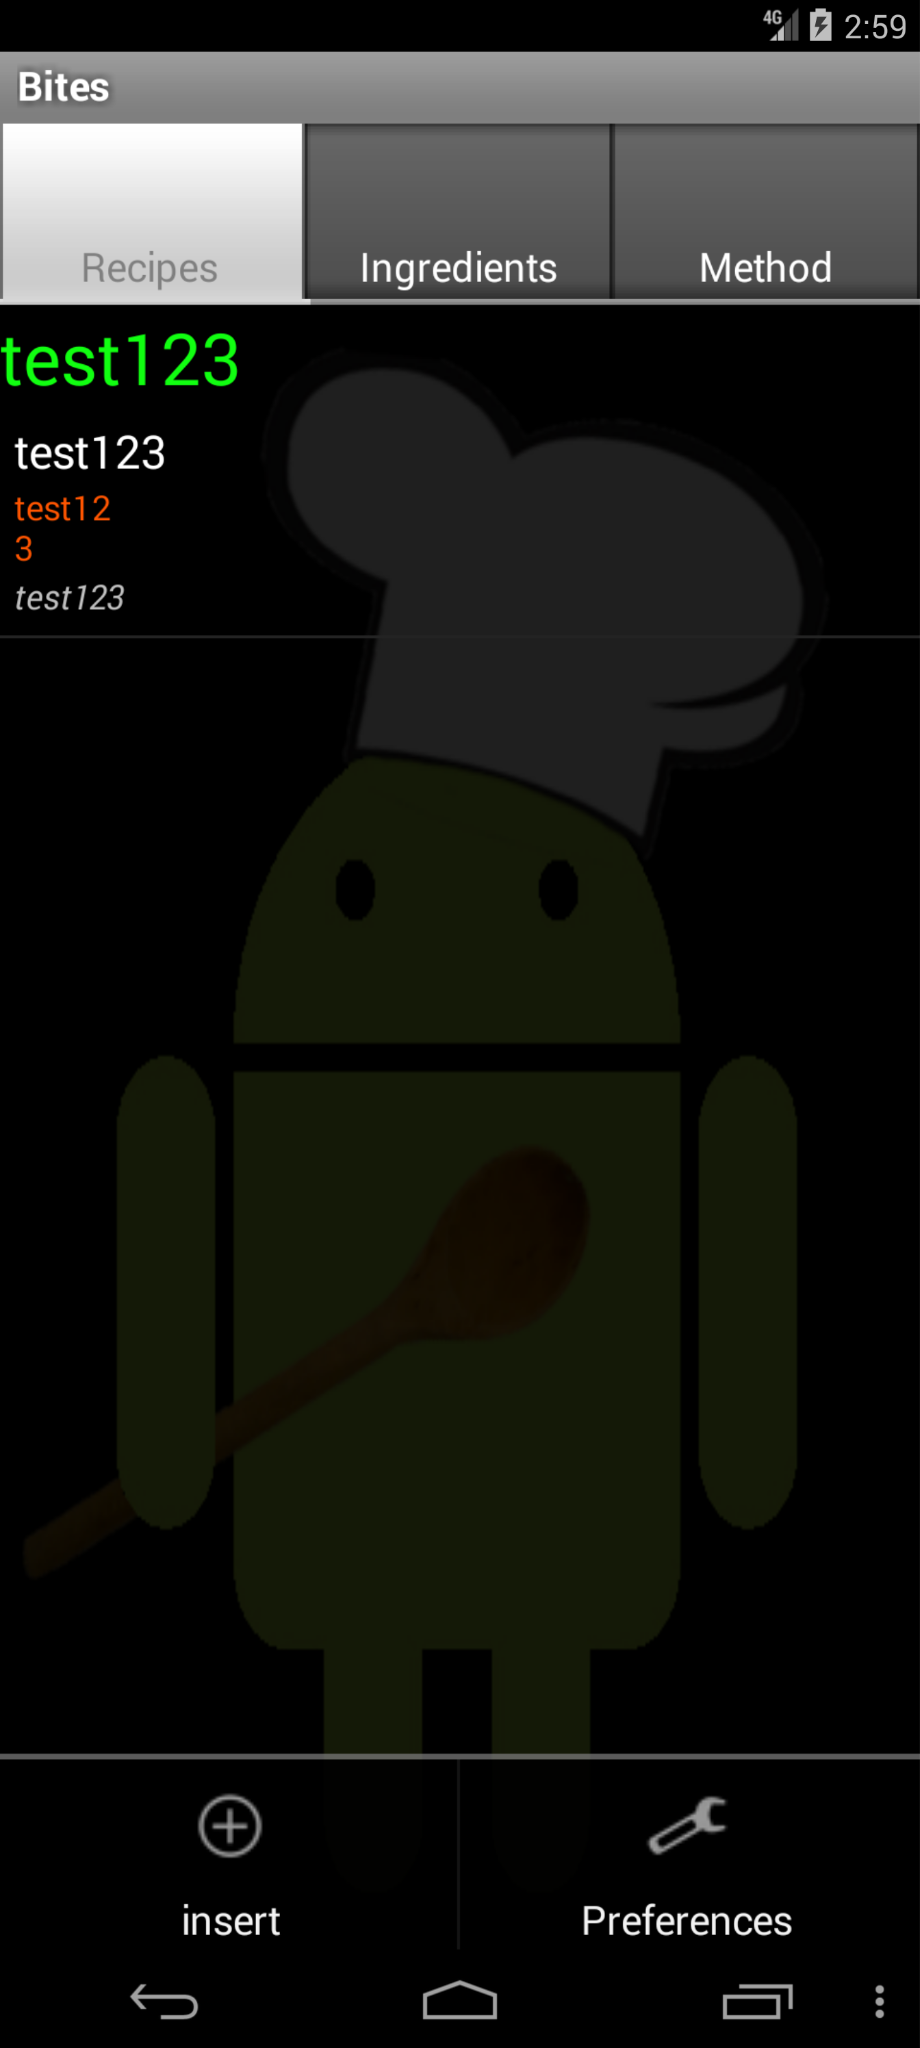 4G 2:59
Bites
Recipes Ingredients Method
test123
test123
test12
3
test123
insert Preferences